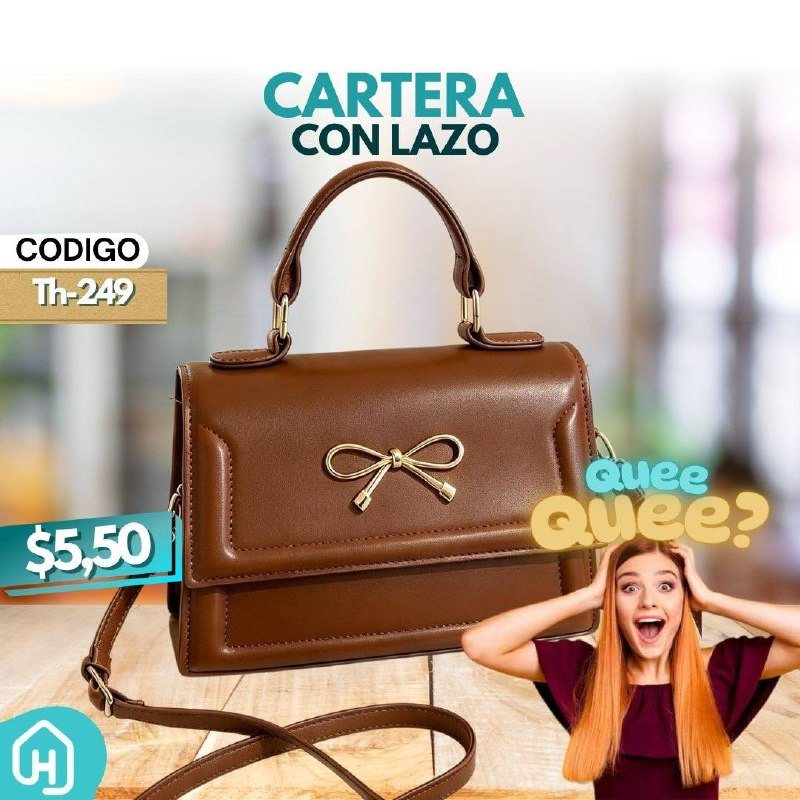 CARTERA
CON LAZO
CODIGO
Th-249
Quee
Quee?
$5,50
H